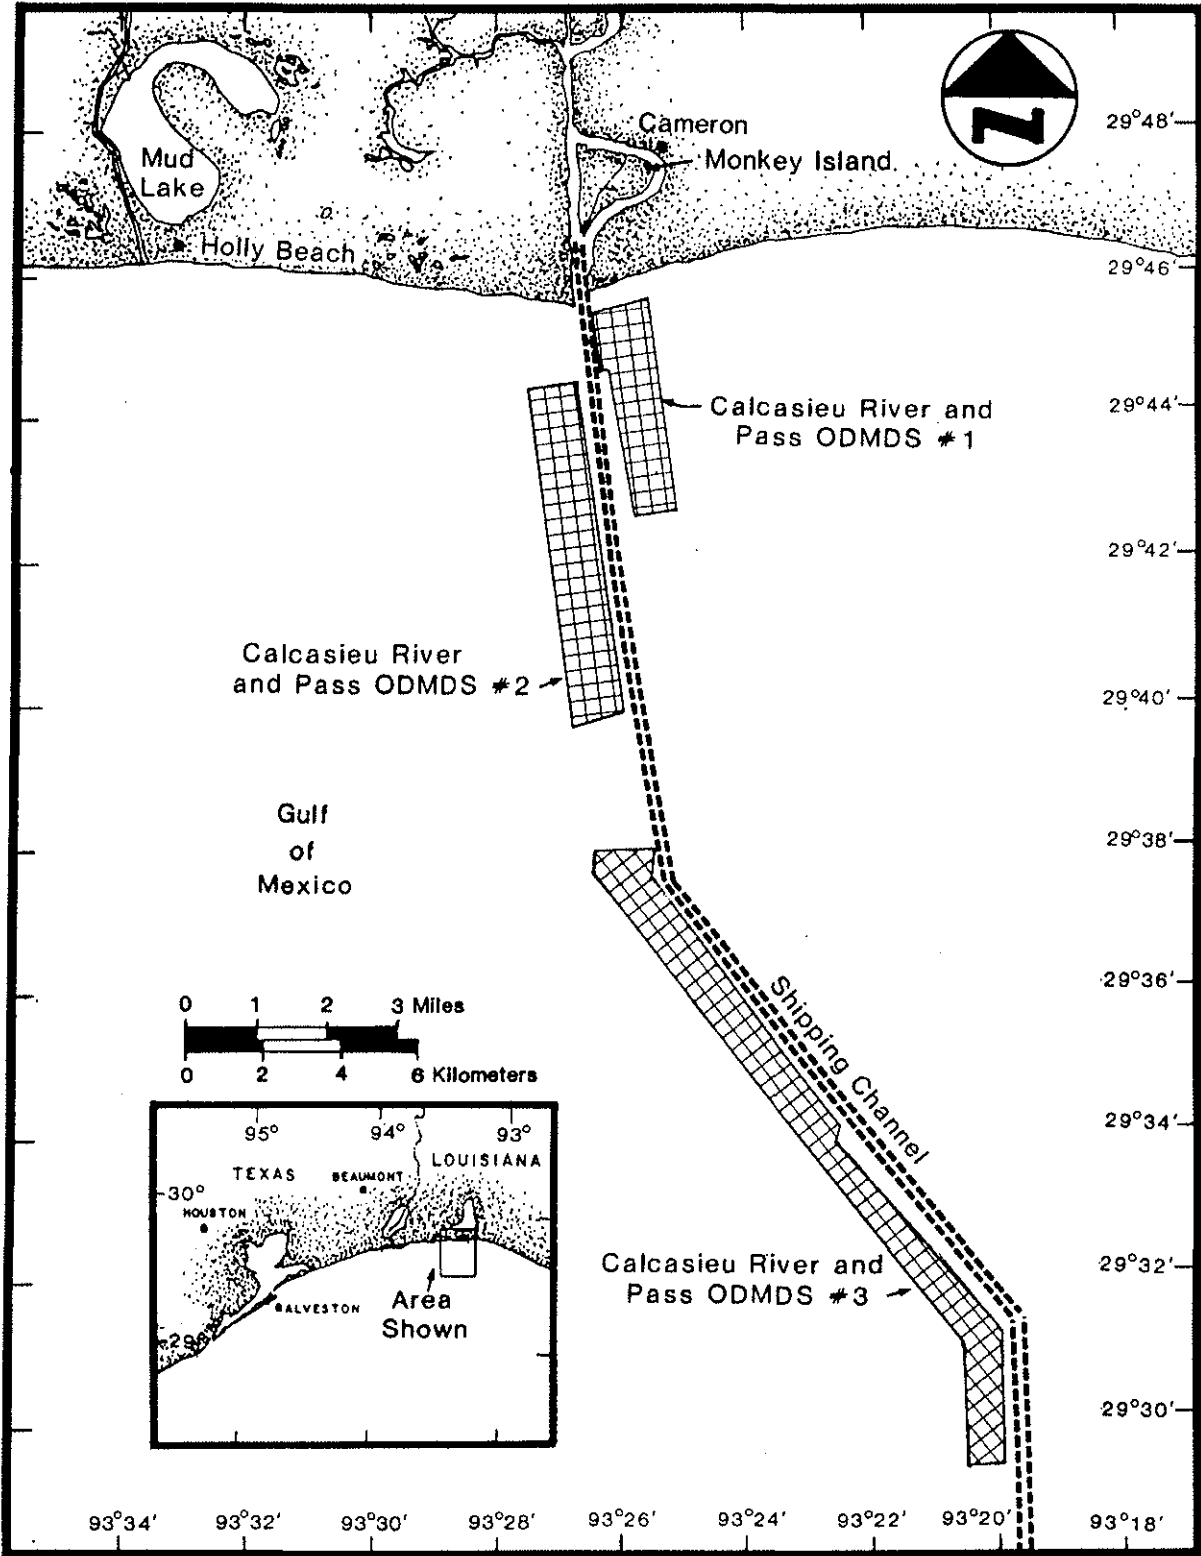 N
29°48'
Cameron
Monkey Island
Mud
Lake
Holly Beach
29°46'
Calcasieu River and
Pass ODMDS #1
29°44'
29°42'
Calcasieu River
and Pass ODMDS #2
29°40'
Gulf
of
Mexico
29°38'
29°36'
0 1 2 3 Miles
0 2 4 6 Kilometers
Shipping Channel
29°34'
95° 94° 93°
TEXAS
BEAUMONT
LOUISIANA
30°
HOUSTON
GALVESTON
29°
Area
Shown
Calcasieu River and
Pass ODMDS #3
29°32'
29°30'
93°34' 93°32' 93°30' 93°28' 93°26' 93°24' 93°22' 93°20' 93°18'